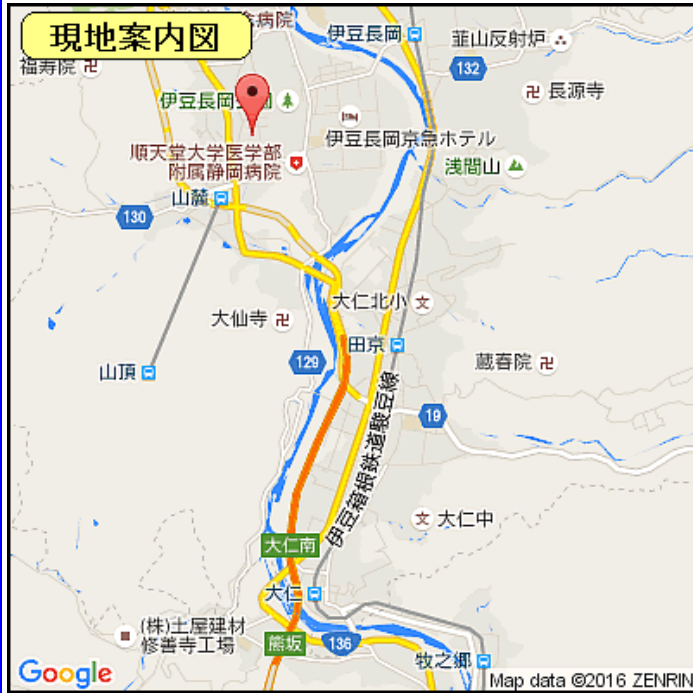 現地案内図
病院
伊豆長岡
韮山反射炉
福寿院
132
長源寺
伊豆長岡
伊豆長岡京急ホテル
順天堂大学医学部
附属静岡病院
浅間山
山麓
130
大仁北小
大仙寺
田京
129
蔵春院
山頂
19
伊豆箱根鉄道駿豆線
大仁中
大仁南
大仁
(株)土屋建材
修善寺工場
熊坂
136
牧之郷
Google
Map data ©2016 ZENRIN